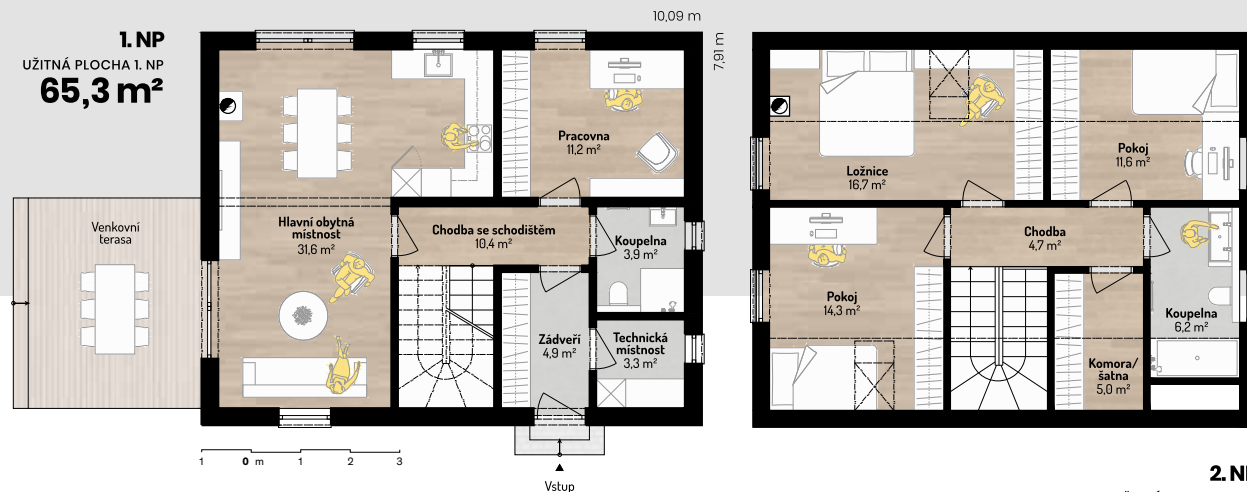 1. NP
UŽITNÁ PLOCHA 1. NP
65,3 m²
10,09 m
7,91 m
Pracovna
11,2 m²
Ložnice
16,7 m²
Pokoj
11,6 m²
Venkovní
terasa
Hlavní obytná
místnost
31,6 m²
Chodba se schodištěm
10,4 m²
Koupelna
3,9 m²
Chodba
4,7 m²
Pokoj
14,3 m²
Koupelna
6,2 m²
Zádveří
4,9 m²
Technická
místnost
3,3 m²
Komora/
šatna
5,0 m²
1 0 m 1 2 3
Vstup
2. N